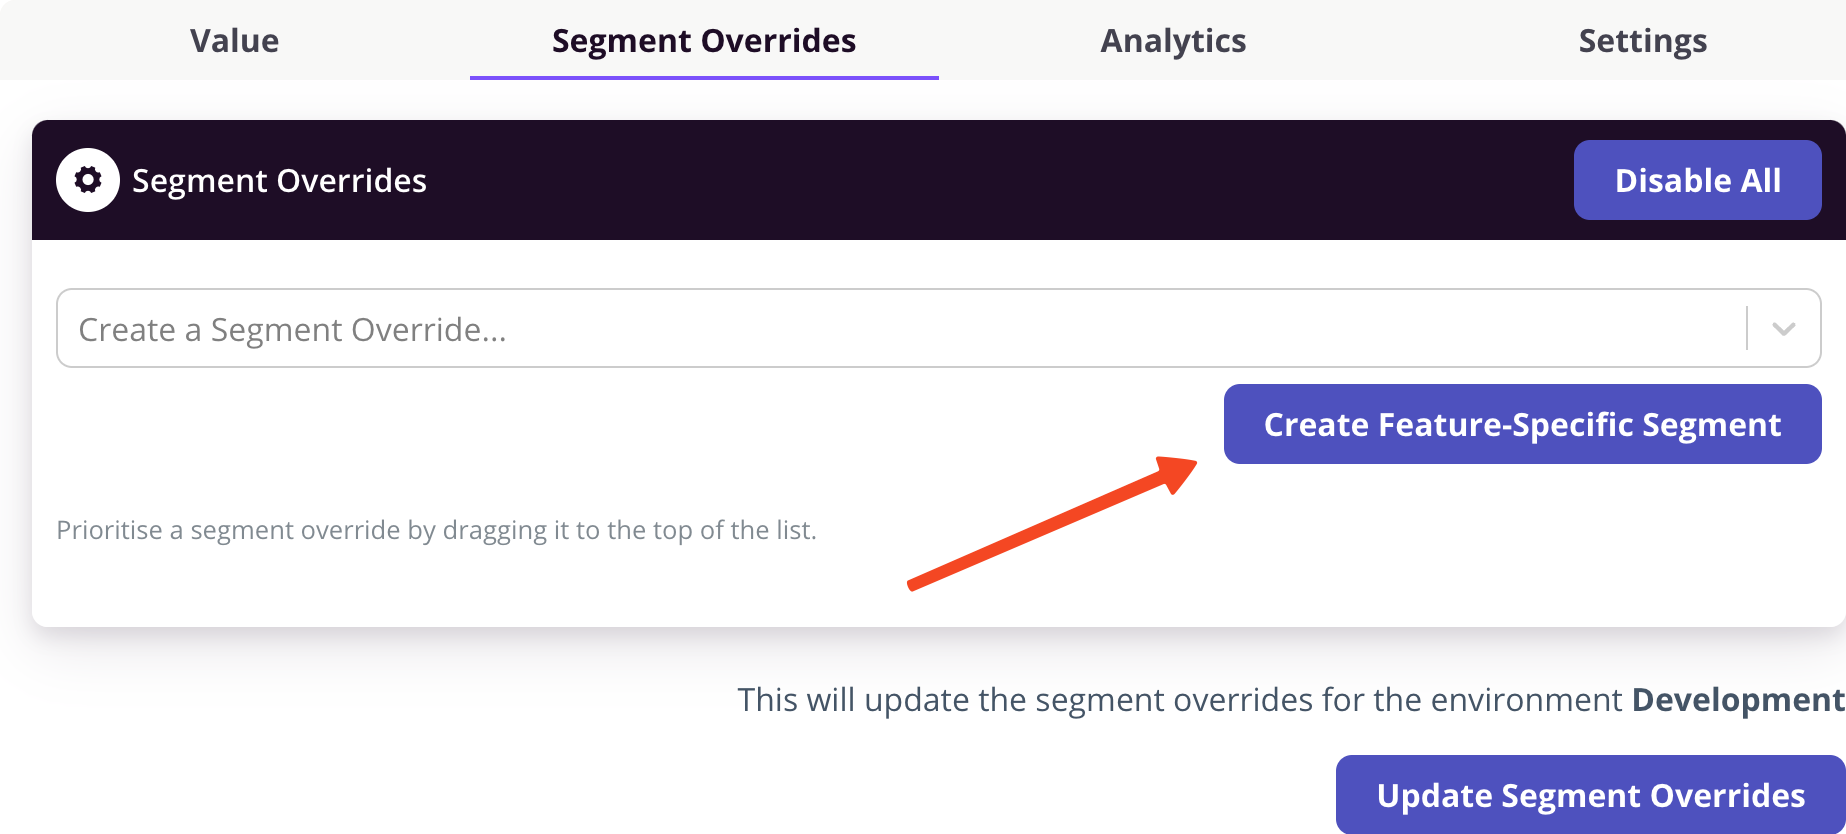 Value Segment Overrides Analytics Settings
Segment Overrides Disable All
Create a Segment Override...
Create Feature-Specific Segment
Prioritise a segment override by dragging it to the top of the list.
This will update the segment overrides for the environment Development
Update Segment Overrides